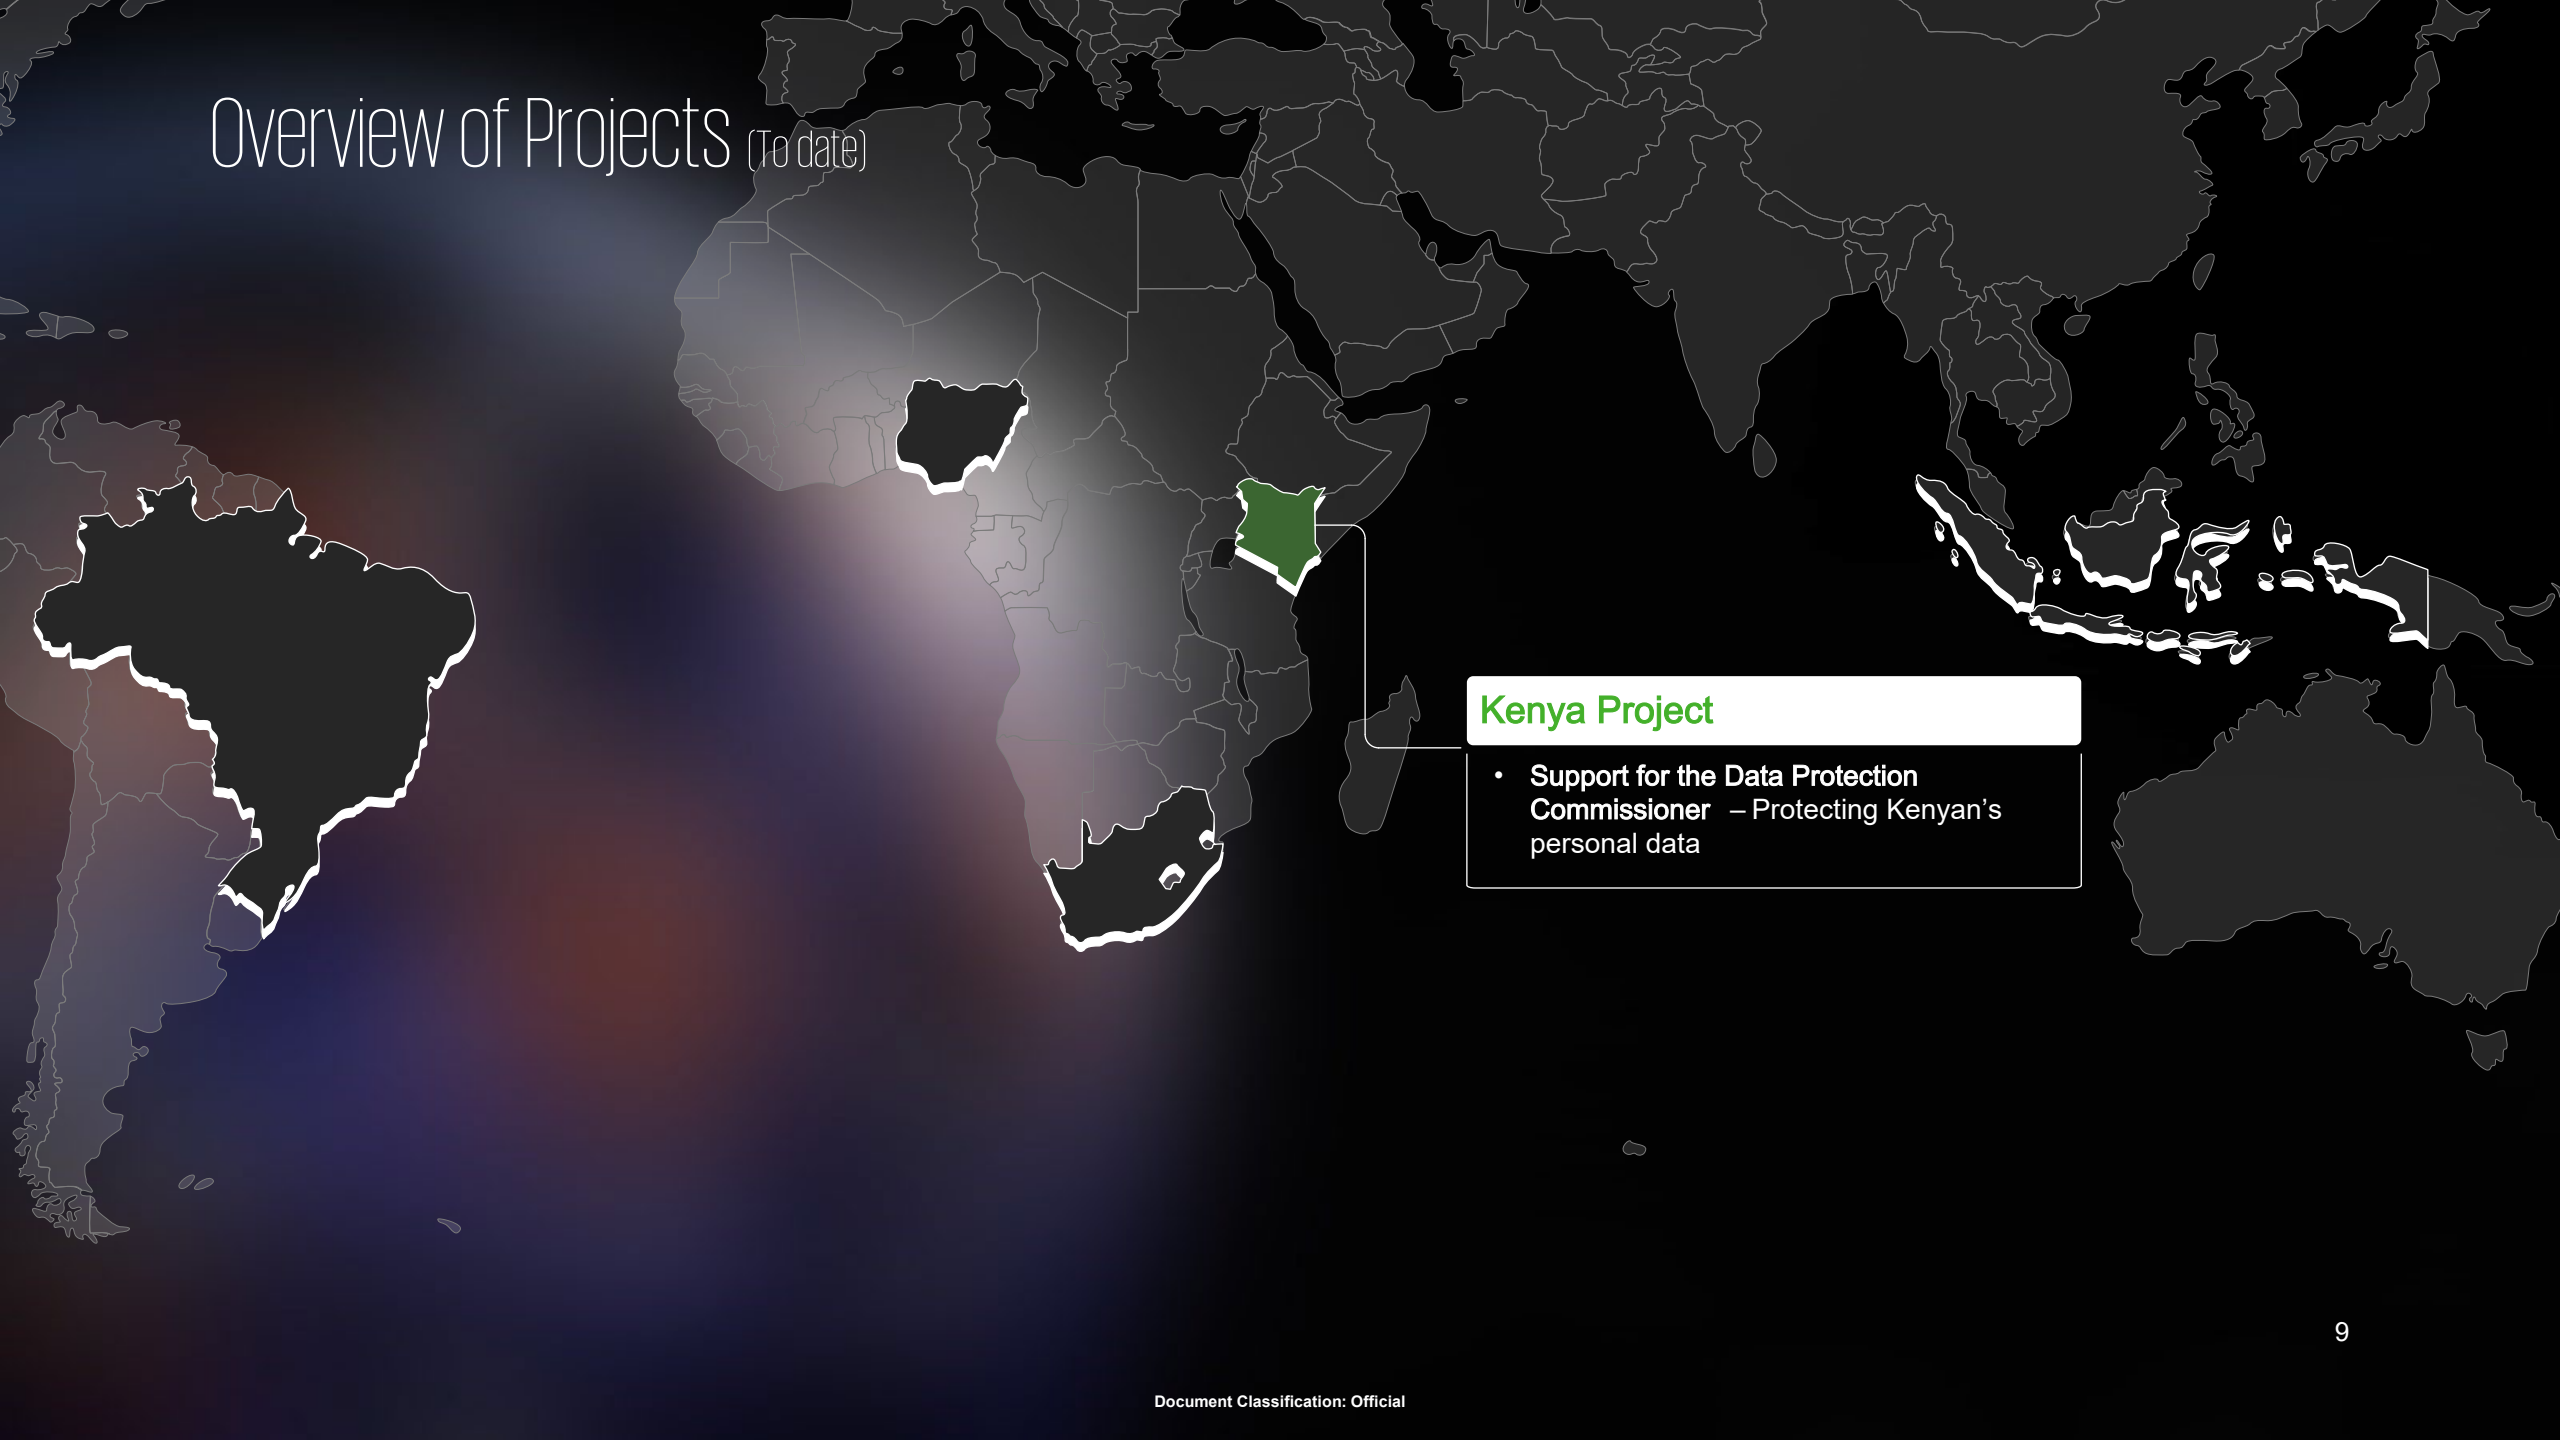 Overview of Projects (To date)
Kenya Project
• Support for the Data Protection
Commissioner – Protecting Kenyan’s
personal data
9
Document Classification: Official